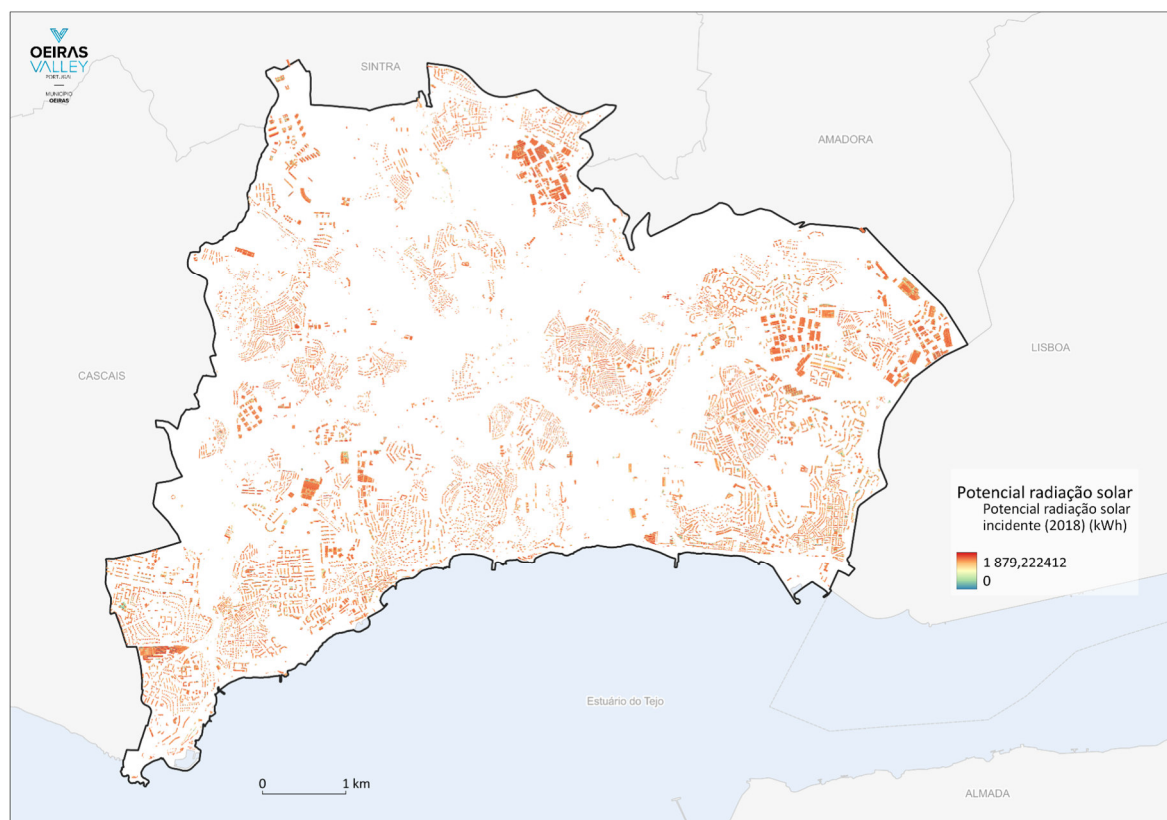 OEIRAS
VALLEY
PORTUGAL
MUNICÍPIO
OEIRAS
SINTRA
AMADORA
CASCAIS
LISBOA
Potencial radiação solar
Potencial radiação solar
incidente (2018) (kWh)
1 879,222412
0
Estuário do Tejo
0 1 km
ALMADA